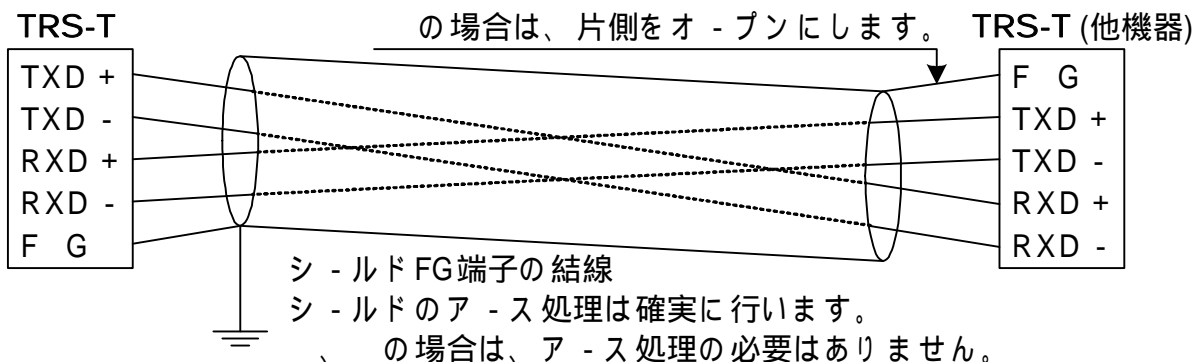 TRS-T
の場合は、片側をオ-プンにします。
TRS-T (他機器)
TXD +
TXD -
RXD +
RXD -
F G
F G
TXD +
TXD -
RXD +
RXD -
シ-ルドFG端子の結線
シ-ルドのア-ス処理は確実に行います。
、 の場合は、ア-ス処理の必要はありません。